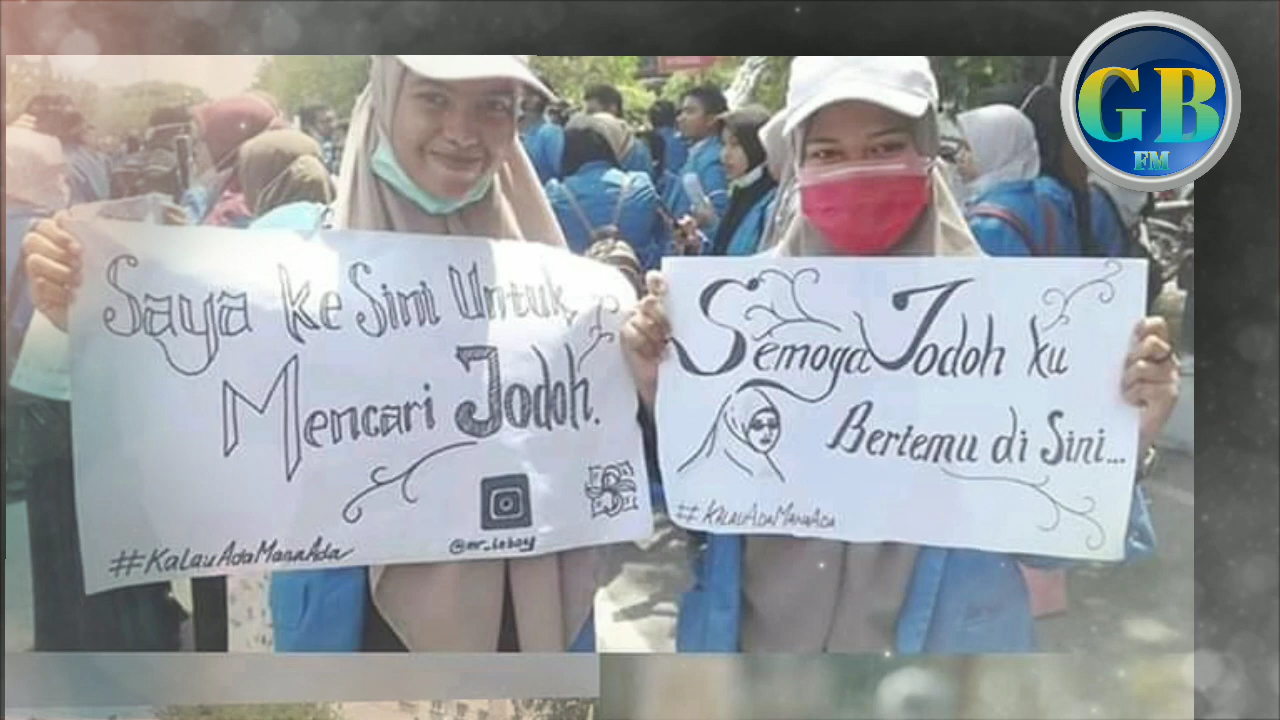 Saya ke Sini Untuk
Mencari Jodoh.
#KalauAdaManaAda
Semoga Jodoh ku
Bertemu di Sini...
#KalauAdaManaAda
GB
FM